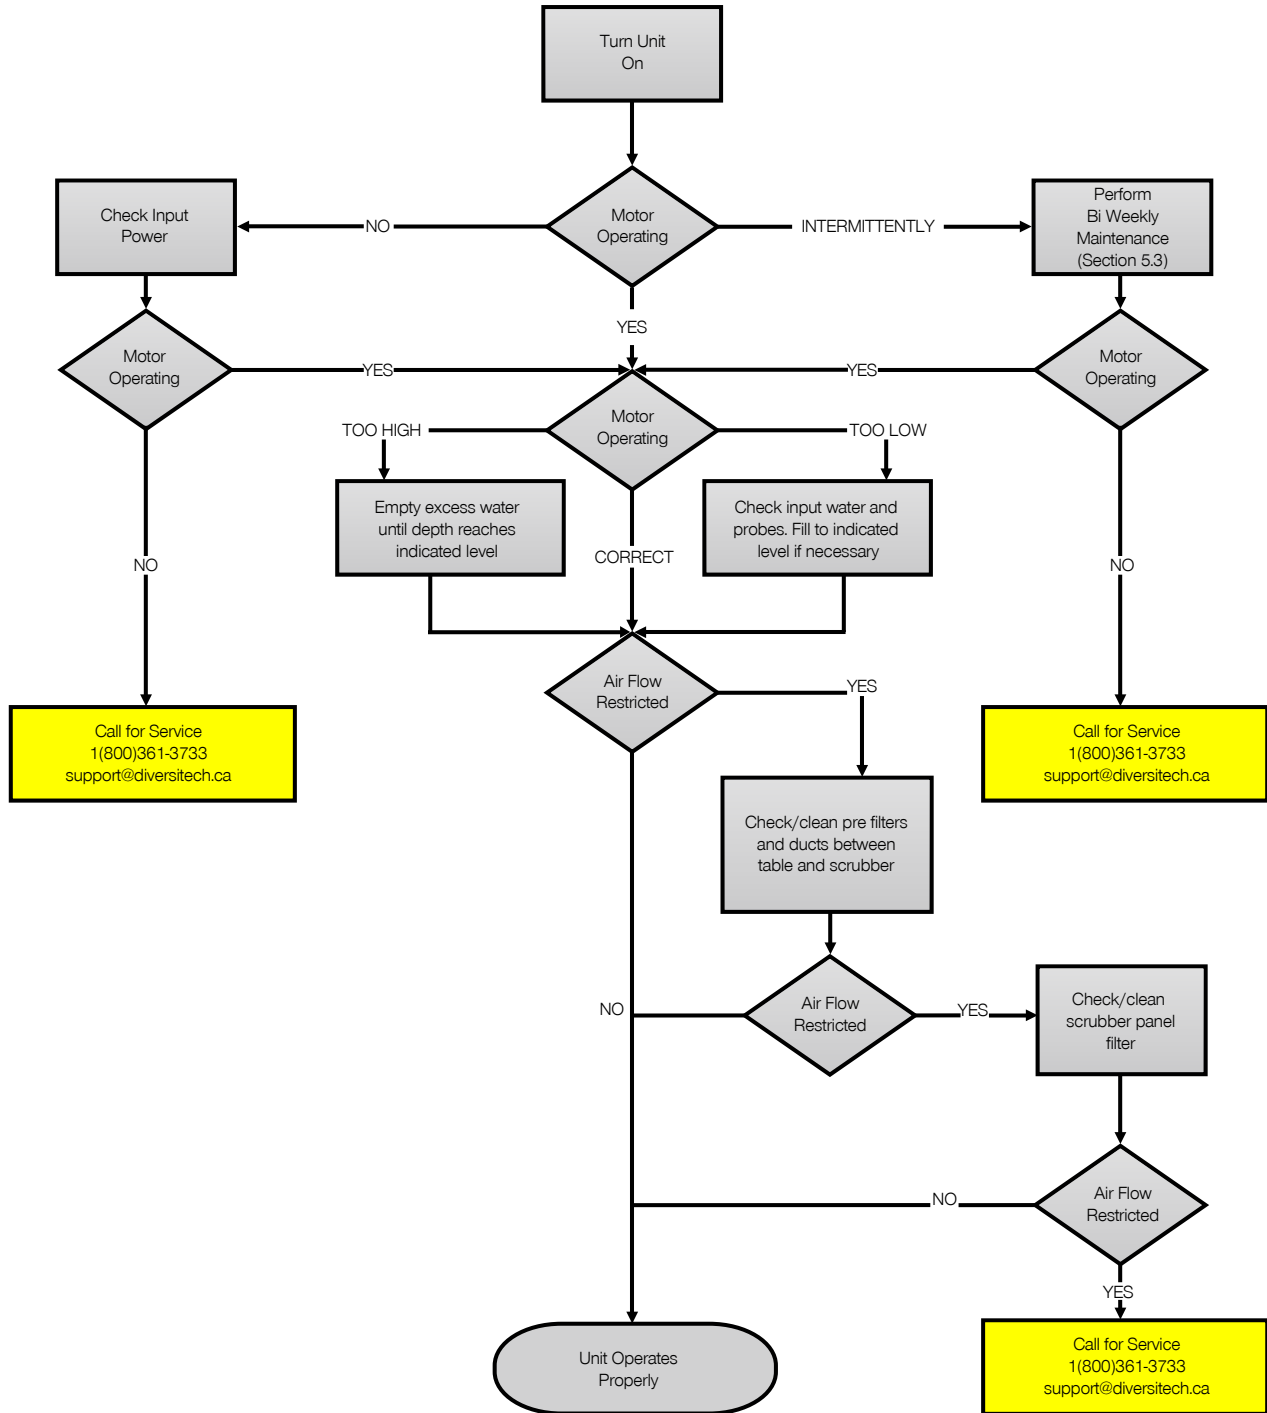 Turn Unit
On
Check Input
Power
NO
Motor
Operating
INTERMITTENTLY
Perform
Bi Weekly
Maintenance
(Section 5.3)
YES
Motor
Operating
YES
YES
Motor
Operating
Motor
Operating
TOO HIGH
TOO LOW
Empty excess water
until depth reaches
indicated level
Check input water and
probes. Fill to indicated
level if necessary
NO
CORRECT
NO
Air Flow
Restricted
YES
Call for Service
1(800)361-3733
support@diversitech.ca
Call for Service
1(800)361-3733
support@diversitech.ca
Check/clean pre filters
and ducts between
table and scrubber
NO
Air Flow
Restricted
YES
Check/clean
scrubber panel
filter
NO
Air Flow
Restricted
YES
Unit Operates
Properly
Call for Service
1(800)361-3733
support@diversitech.ca